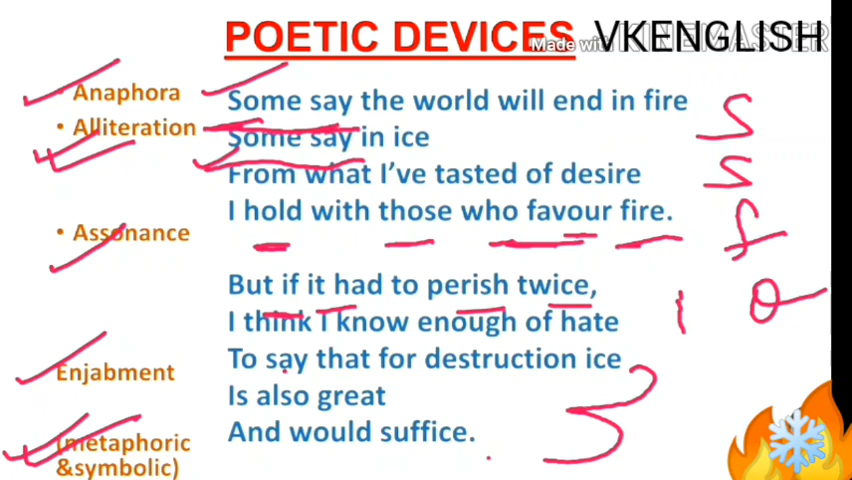 POETIC DEVICES VKENGLISH
Made with KINEMASTER
• Anaphora
• Alliteration
• Assonance
Enjabment
(metaphoric
&symbolic)
Some say the world will end in fire
Some say in ice
From what I've tasted of desire
I hold with those who favour fire.
But if it had to perish twice,
I think I know enough of hate
To say that for destruction ice
Is also great
And would suffice.